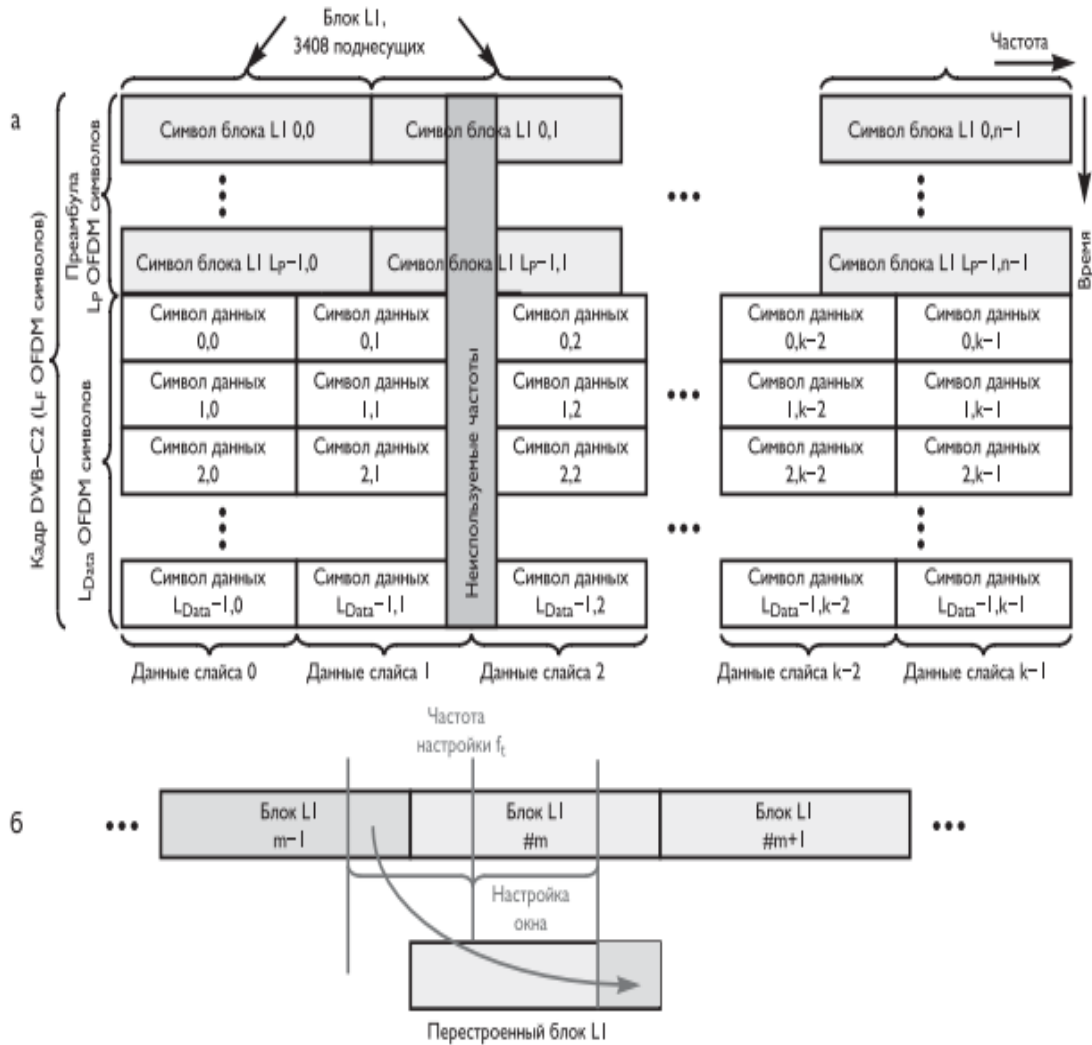 Блок L1,
3408 поднесущих
Частота
а
Кадр DVB-C2 (LF OFDM символов)
Преамбула
LP OFDM символов
LData OFDM символов
Время
Символ блока L1 0,0
Символ блока L1 0,1
Символ блока L1 0,n-1
•••
Символ блока L1 LP-1,0
Символ блока L1 LP-1,1
Символ блока L1 LP-1,n-1
Неиспользуемые частоты
Символ данных
0,0
Символ данных
0,1
Символ данных
0,2
Символ данных
0,k-2
Символ данных
0,k-1
Символ данных
1,0
Символ данных
1,1
Символ данных
1,2
•••
Символ данных
1,k-2
Символ данных
1,k-1
Символ данных
2,0
Символ данных
2,1
Символ данных
2,2
Символ данных
2,k-2
Символ данных
2,k-1
•••
Символ данных
LData-1,0
Символ данных
LData-1,1
Символ данных
LData-1,2
Символ данных
LData-1,k-2
Символ данных
LData-1,k-1
Данные слайса 0
Данные слайса 1
Данные слайса 2
Данные слайса k-2
Данные слайса k-1
Частота
настройки ft
б
•••
Блок L1
m-1
Блок L1
#m
Блок L1
#m+1
•••
Настройка
окна
Перестроенный блок L1